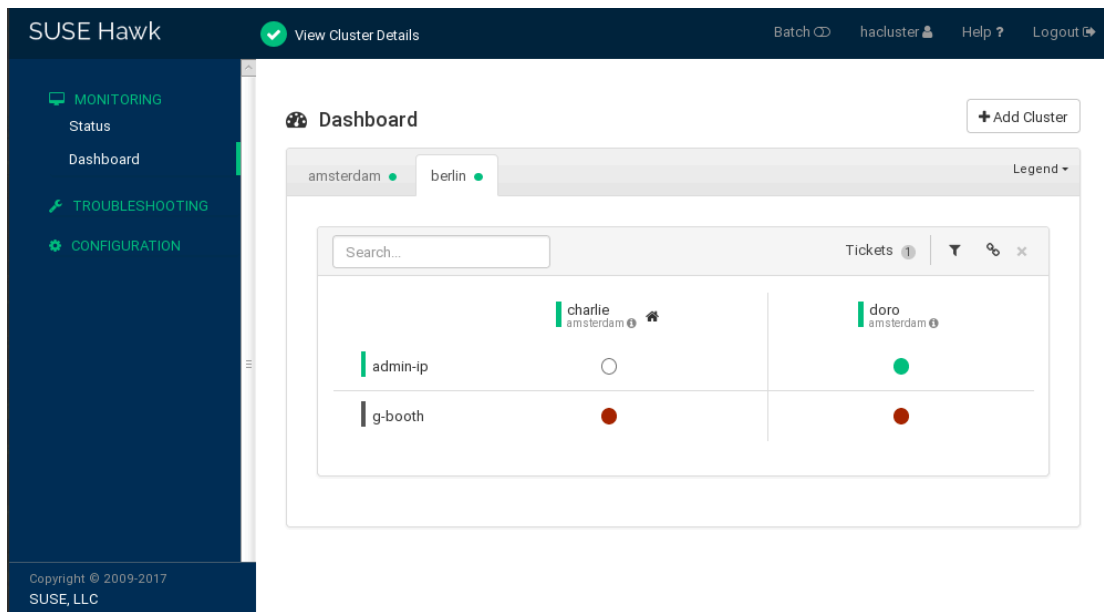 SUSE Hawk
View Cluster Details
Batch
hacluster
Help ?
Logout
MONITORING
Status
Dashboard
TROUBLESHOOTING
CONFIGURATION
Dashboard
+ Add Cluster
amsterdam
berlin
Legend
Search...
Tickets 1
charlie
amsterdam
doro
amsterdam
admin-ip
g-booth
Copyright © 2009-2017
SUSE, LLC